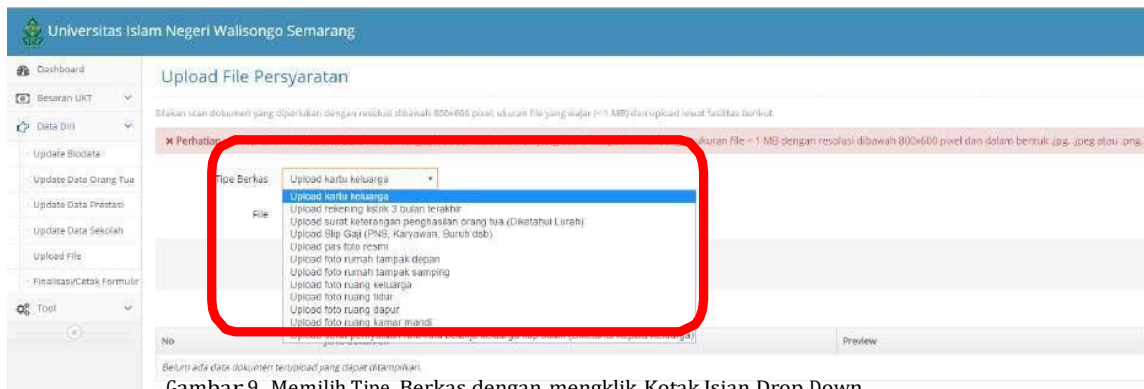 Universitas Islam Negeri Walisongo Semarang
Dashboard
Besaran UKT
Data Diri
Update Biodata
Update Data Orang Tua
Update Data Prestasi
Update Data Sekolah
Upload File
Finalisasi/Cetak Formulir
Tool
Upload File Persyaratan
Silakan scan dokumen yang diperlukan dengan resolusi dibawah 800x600 pixel, ukuran file yang wajar (< 1 MB) dan upload lewat fasilitas berikut
× Perhatian ukuran file < 1 MB dengan resolusi dibawah 800x600 pixel dan dalam bentuk .jpg, .jpeg atau .png.
Tipe Berkas Upload kartu keluarga
Upload kartu keluarga
Upload rekening listrik 3 bulan terakhir
File
Upload surat keterangan penghasilan orang tua (Diketahui Lurah)
Upload Slip Gaji (PNS, Karyawan, Buruh dsb)
Upload pas foto resmi
Upload foto rumah tampak depan
Upload foto rumah tampak samping
Upload foto ruang keluarga
Upload foto ruang tidur
Upload foto ruang dapur
Upload foto ruang kamar mandi
No Preview
Belum ada data dokumen terupload yang dapat ditampilkan.
Gambar 9. Memilih Tipe Berkas dengan mengklik Kotak Isian Drop Down